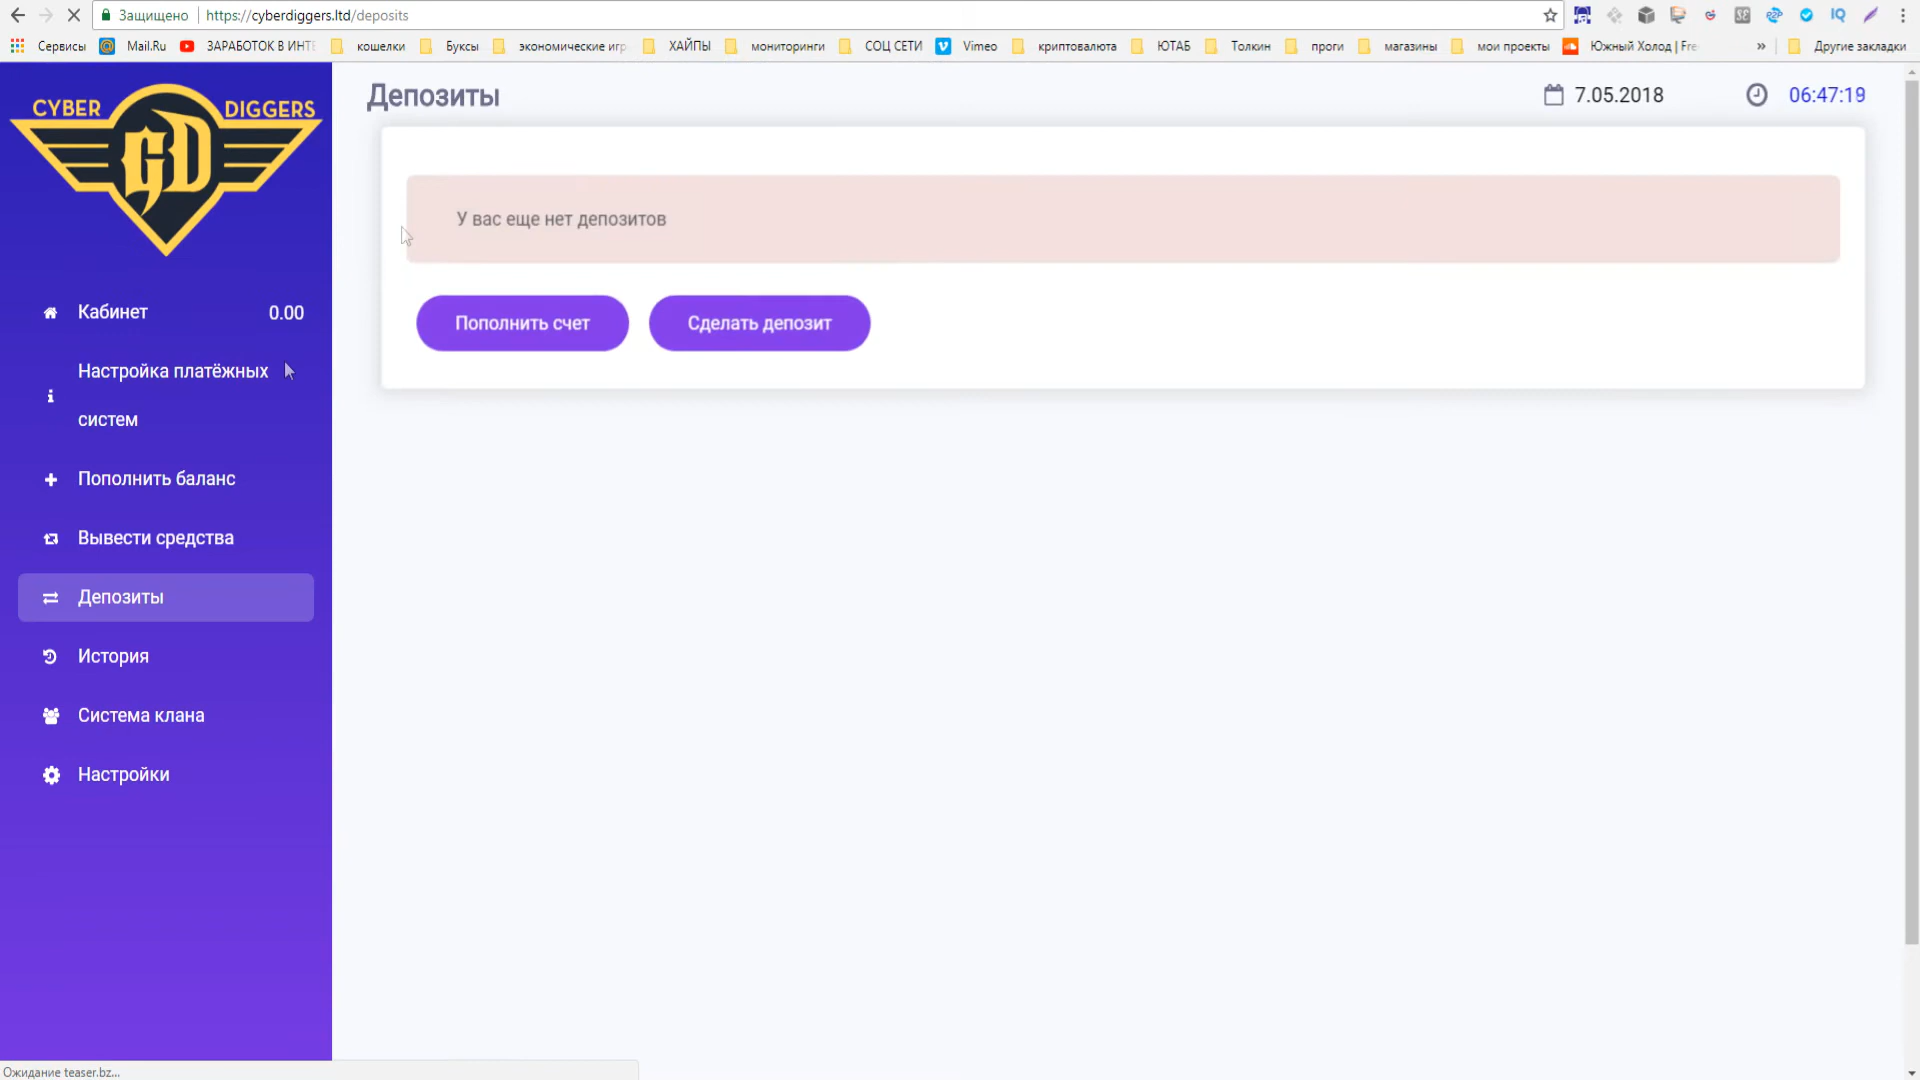 Защищено https://cyberdiggers.ltd/deposits
Сервисы Mail.Ru ЗАРАБОТОК В ИНТЕ кошелки Буксы экономические игр ХАЙПЫ мониторинги СОЦ СЕТИ Vimeo криптовалюта ЮТАБ Толкин проги магазины мои проекты Южный Холод | Fre » Другие закладки
CYBER DIGGERS
GD
Депозиты
7.05.2018
06:47:19
У вас еще нет депозитов
Пополнить счет
Сделать депозит
Кабинет 0.00
Настройка платёжных
систем
Пополнить баланс
Вывести средства
Депозиты
История
Система клана
Настройки
Ожидание teaser.bz...